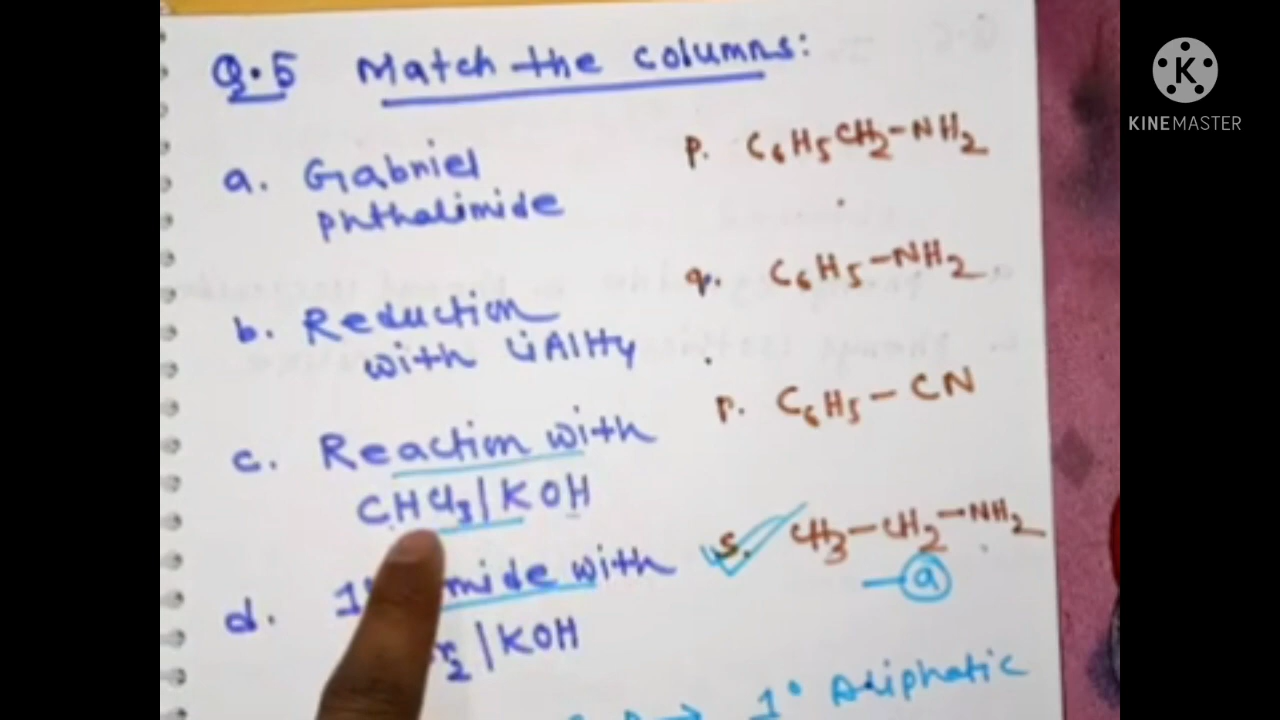 Q.5 Match the columns:
a. Gabriel
phthalimide
b. Reduction
with LiAlH4
c. Reaction with
CHCl3/KOH
d. 1° with
/KOH
p. C6H5CH2-NH2
q. C6H5-NH2
r. C6H5-CN
s. CH3-CH2-NH2
a
→ 1° Aliphatic
K
KINEMASTER